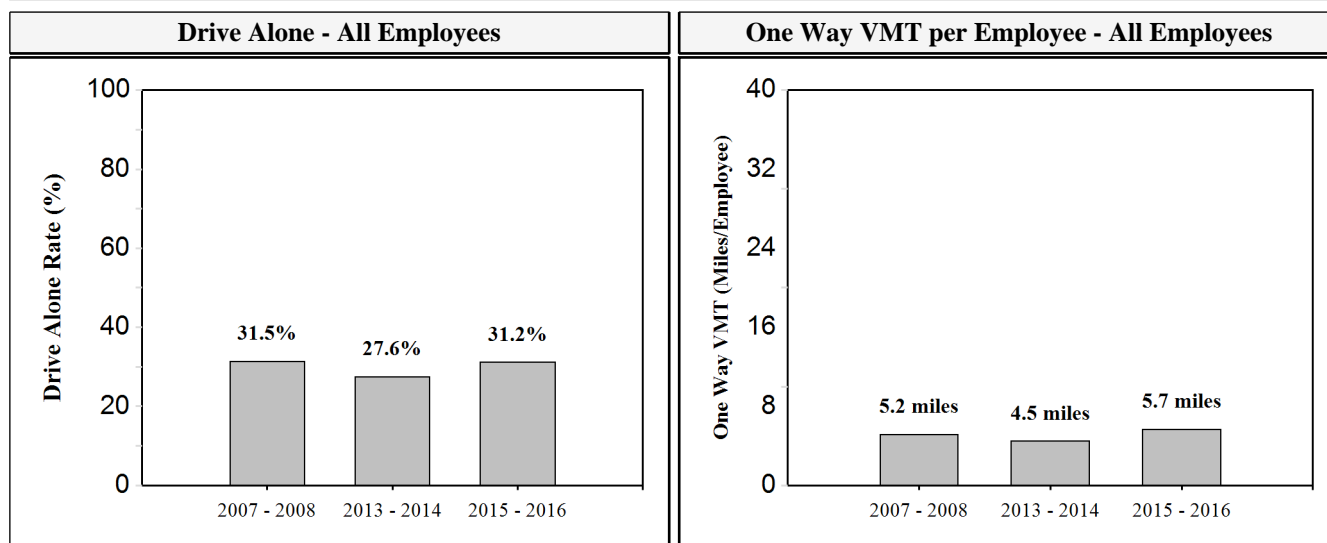 Drive Alone - All Employees
One Way VMT per Employee - All Employees
Drive Alone Rate (%)
100
80
60
40
20
0
31.5%
27.6%
31.2%
2007 - 2008
2013 - 2014
2015 - 2016
One Way VMT (Miles/Employee)
40
32
24
16
8
0
5.2 miles
4.5 miles
5.7 miles
2007 - 2008
2013 - 2014
2015 - 2016